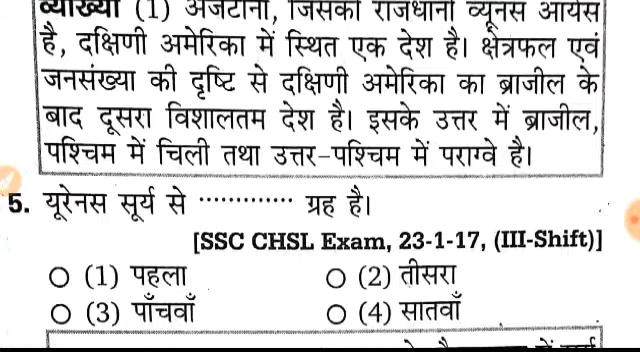 व्याख्या (1) अर्जेंटीना, जिसकी राजधानी ब्यूनस आयर्स
है, दक्षिणी अमेरिका में स्थित एक देश है। क्षेत्रफल एवं
जनसंख्या की दृष्टि से दक्षिणी अमेरिका का ब्राजील के
बाद दूसरा विशालतम देश है। इसके उत्तर में ब्राजील,
पश्चिम में चिली तथा उत्तर-पश्चिम में पराग्वे है।
5. यूरेनस सूर्य से ············· ग्रह है।
[SSC CHSL Exam, 23-1-17, (III-Shift)]
O (1) पहला O (2) तीसरा
O (3) पाँचवाँ O (4) सातवाँ